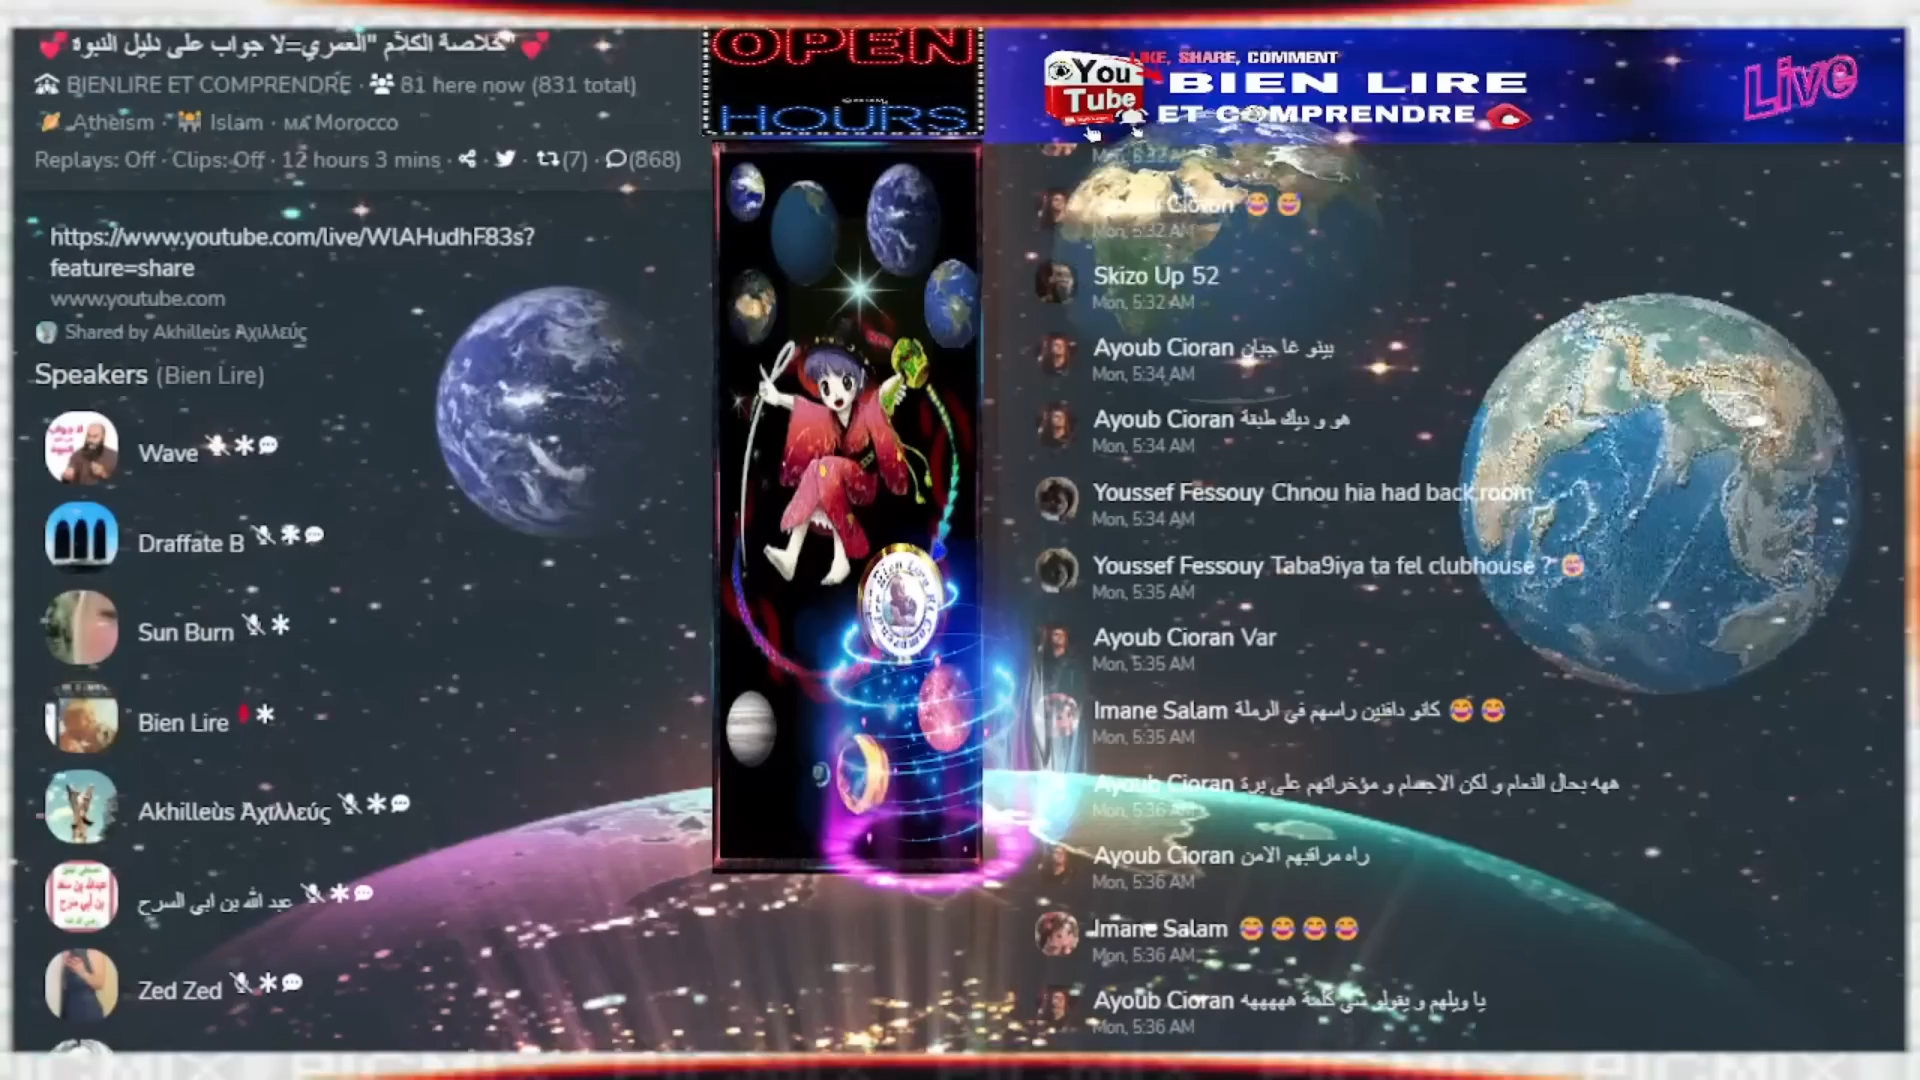 💕 خلاصة الكلام "العمري=لا جواب على دليل النبوة" 💕
BIENLIRE ET COMPRENDRE · 81 here now (831 total)
Atheism · Islam · MA Morocco
Replays: Off · Clips: Off · 12 hours 3 mins · (7) · (868)
https://www.youtube.com/live/WlAHudhF83s?
feature=share
www.youtube.com
Shared by Akhilleùs Αχιλλεύς
Speakers (Bien Lire)
Wave
Draffate B
Sun Burn
Bien Lire
Akhilleùs Αχιλλεύς
عبد الله بن ابي السرح
Zed Zed
OPEN
HOURS
You
Tube
LIKE, SHARE, COMMENT
BIEN LIRE
ET COMPRENDRE
Live
Mon, 5:32 AM
Ayoub Cioran 😂 😅
Mon, 5:32 AM
Skizo Up 52
Mon, 5:32 AM
Ayoub Cioran بينو غا جبان
Mon, 5:34 AM
Ayoub Cioran هو و ديك طبقة
Mon, 5:34 AM
Youssef Fessouy Chnou hia had back room
Mon, 5:34 AM
Youssef Fessouy Taba9iya ta fel clubhouse ? 😂
Mon, 5:35 AM
Ayoub Cioran Var
Mon, 5:35 AM
Imane Salam كانو دافنين راسهم في الرملة 😂 😂
Mon, 5:35 AM
Ayoub Cioran ههه بحال النعام و لكن الاجسام و مؤخراتهم على برة
Mon, 5:36 AM
Ayoub Cioran راه مراقبهم الامن
Mon, 5:36 AM
Imane Salam 😂 😂 😂 😂
Mon, 5:36 AM
Ayoub Cioran يا ويلهم و يقولو شي كلمة هههههه
Mon, 5:36 AM